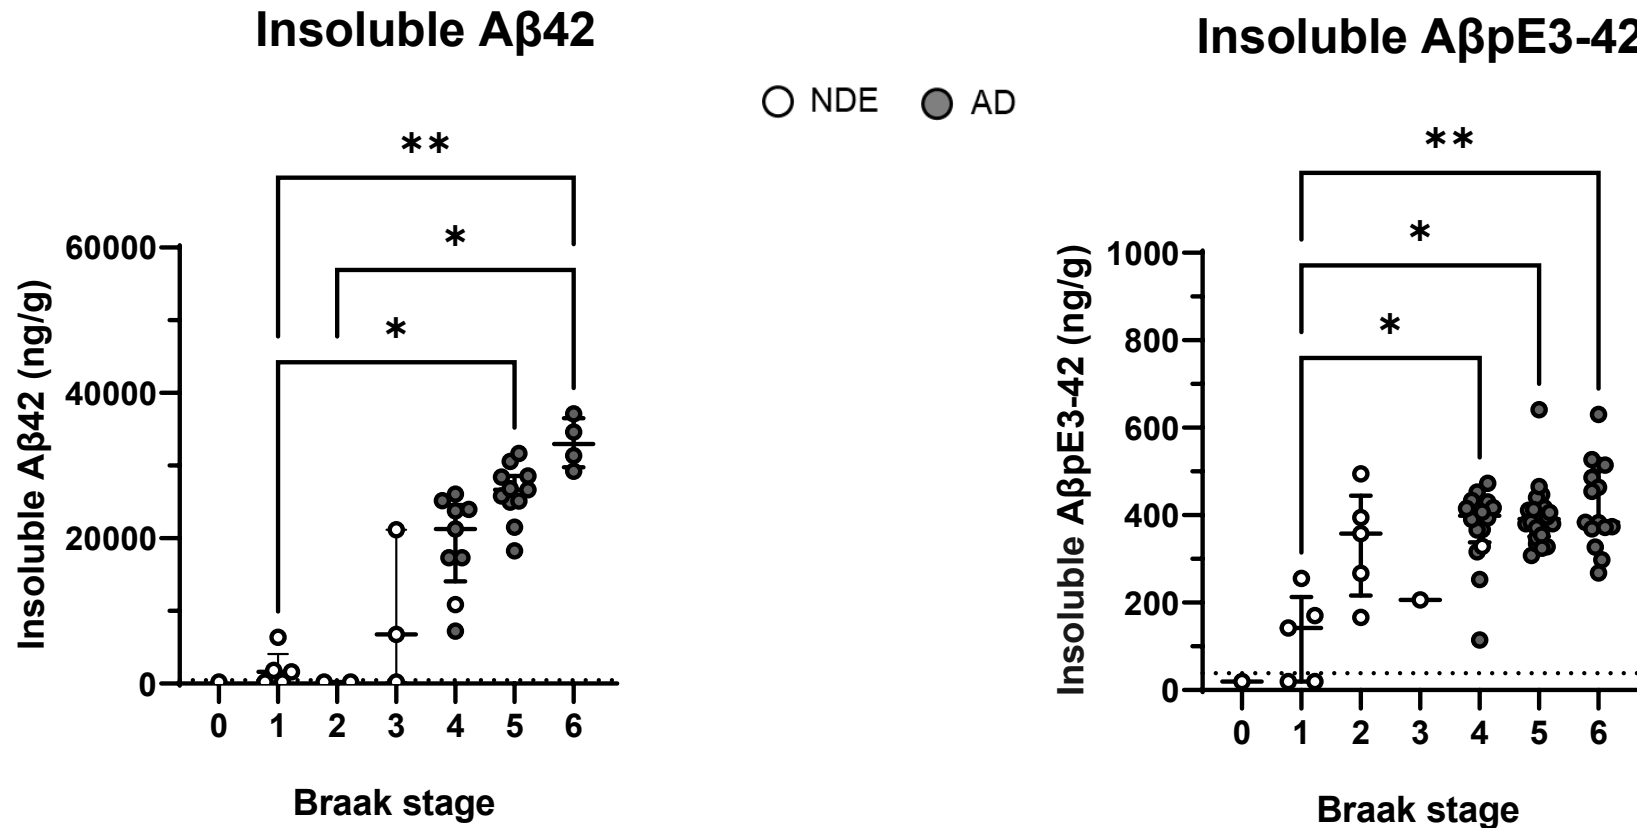 Insoluble Aβ42
Insoluble AβpE3-42
NDE
AD
**
*
*
60000
40000
20000
0
Insoluble Aβ42 (ng/g)
0 1 2 3 4 5 6
Braak stage
**
*
*
1000
800
600
400
200
0
Insoluble AβpE3-42 (ng/g)
0 1 2 3 4 5 6
Braak stage